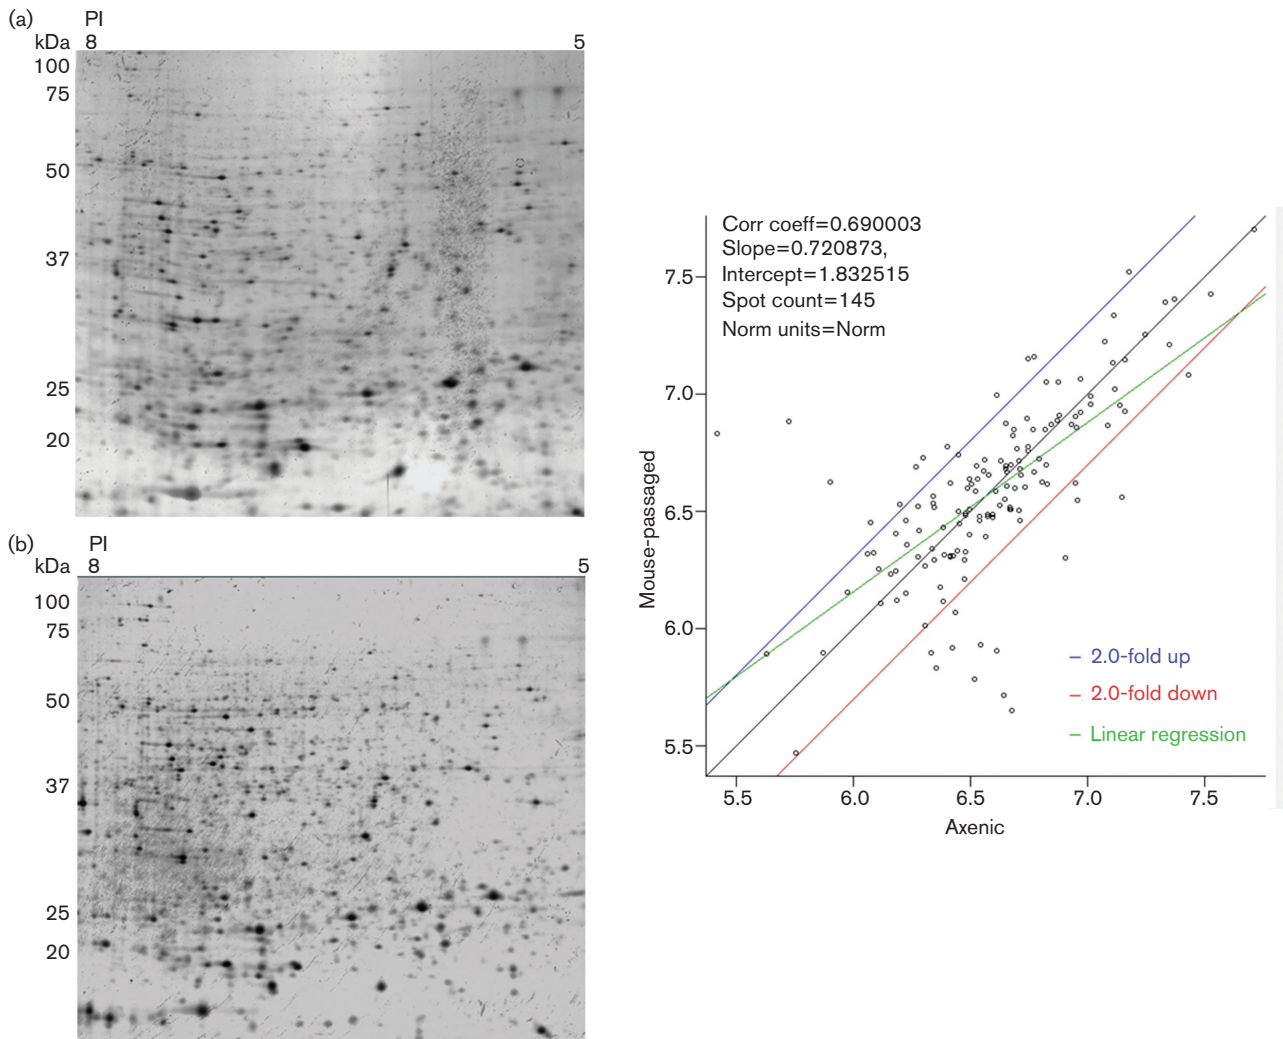 (a)
PI
kDa 8 5
100
75
50
37
25
20
(b)
PI
kDa 8 5
100
75
50
37
25
20
Corr coeff=0.690003
Slope=0.720873,
Intercept=1.832515
Spot count=145
Norm units=Norm
7.5
7.0
6.5
6.0
5.5
Mouse-passaged
2.0-fold up
2.0-fold down
Linear regression
5.5 6.0 6.5 7.0 7.5
Axenic